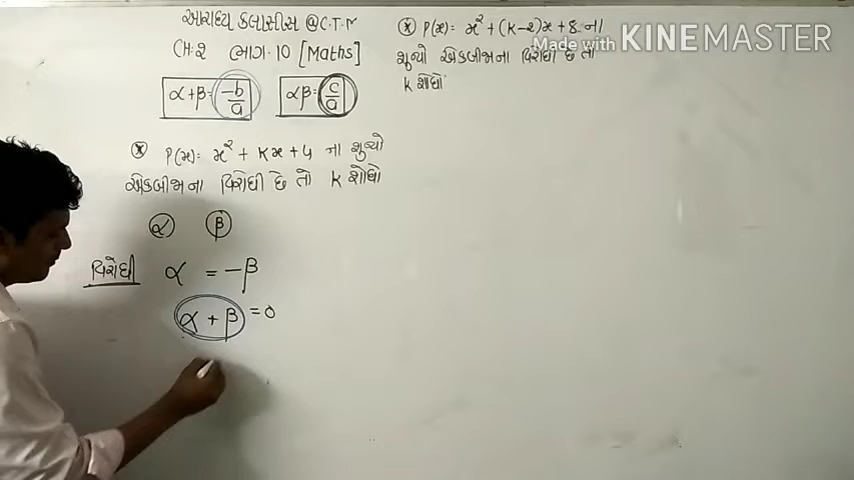 આરાધ્ય ક્લાસીસ @C.T.M
CH:2 ભાગ-10 [Maths]
α+β=-b/a αβ=c/a
* P(x)= x² + Kx + 4 ના શૂન્યો
એકબીજાના વિરોધી છે તો K શોધો
α β
વિરોધી α = -β
α + β = 0
* P(x)= x² + (K-2)x + 8 ના
શૂન્યો એકબીજાના વિરોધી છે તો
K શોધો
Made with KINEMASTER